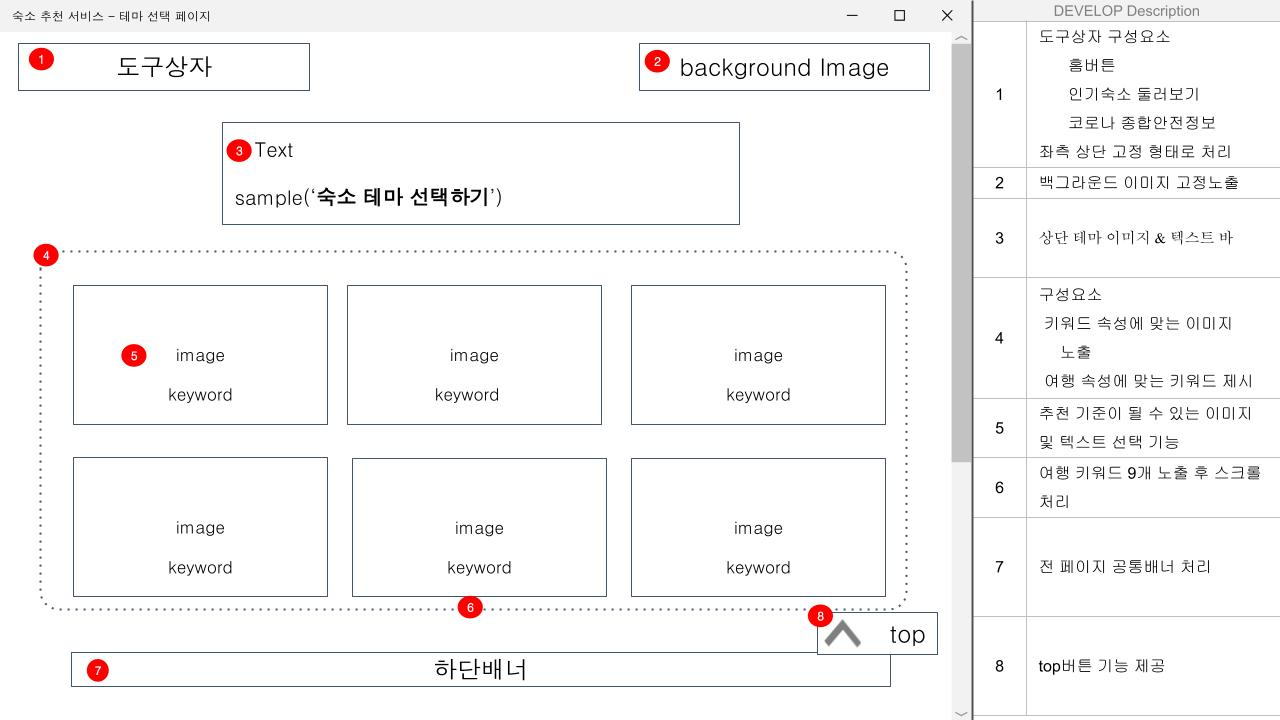 숙소 추천 서비스 – 테마 선택 페이지
1
도구상자
2
background Image
3
Text
sample(‘숙소 테마 선택하기’)
4
5
image
keyword
image
keyword
image
keyword
image
keyword
image
keyword
image
keyword
6
8
top
7
하단배너
DEVELOP Description
1
도구상자 구성요소
홈버튼
인기숙소 둘러보기
코로나 종합안전정보
좌측 상단 고정 형태로 처리
2
백그라운드 이미지 고정노출
3
상단 테마 이미지 & 텍스트 바
4
구성요소
키워드 속성에 맞는 이미지
노출
여행 속성에 맞는 키워드 제시
5
추천 기준이 될 수 있는 이미지
및 텍스트 선택 기능
6
여행 키워드 9개 노출 후 스크롤
처리
7
전 페이지 공통배너 처리
8
top버튼 기능 제공